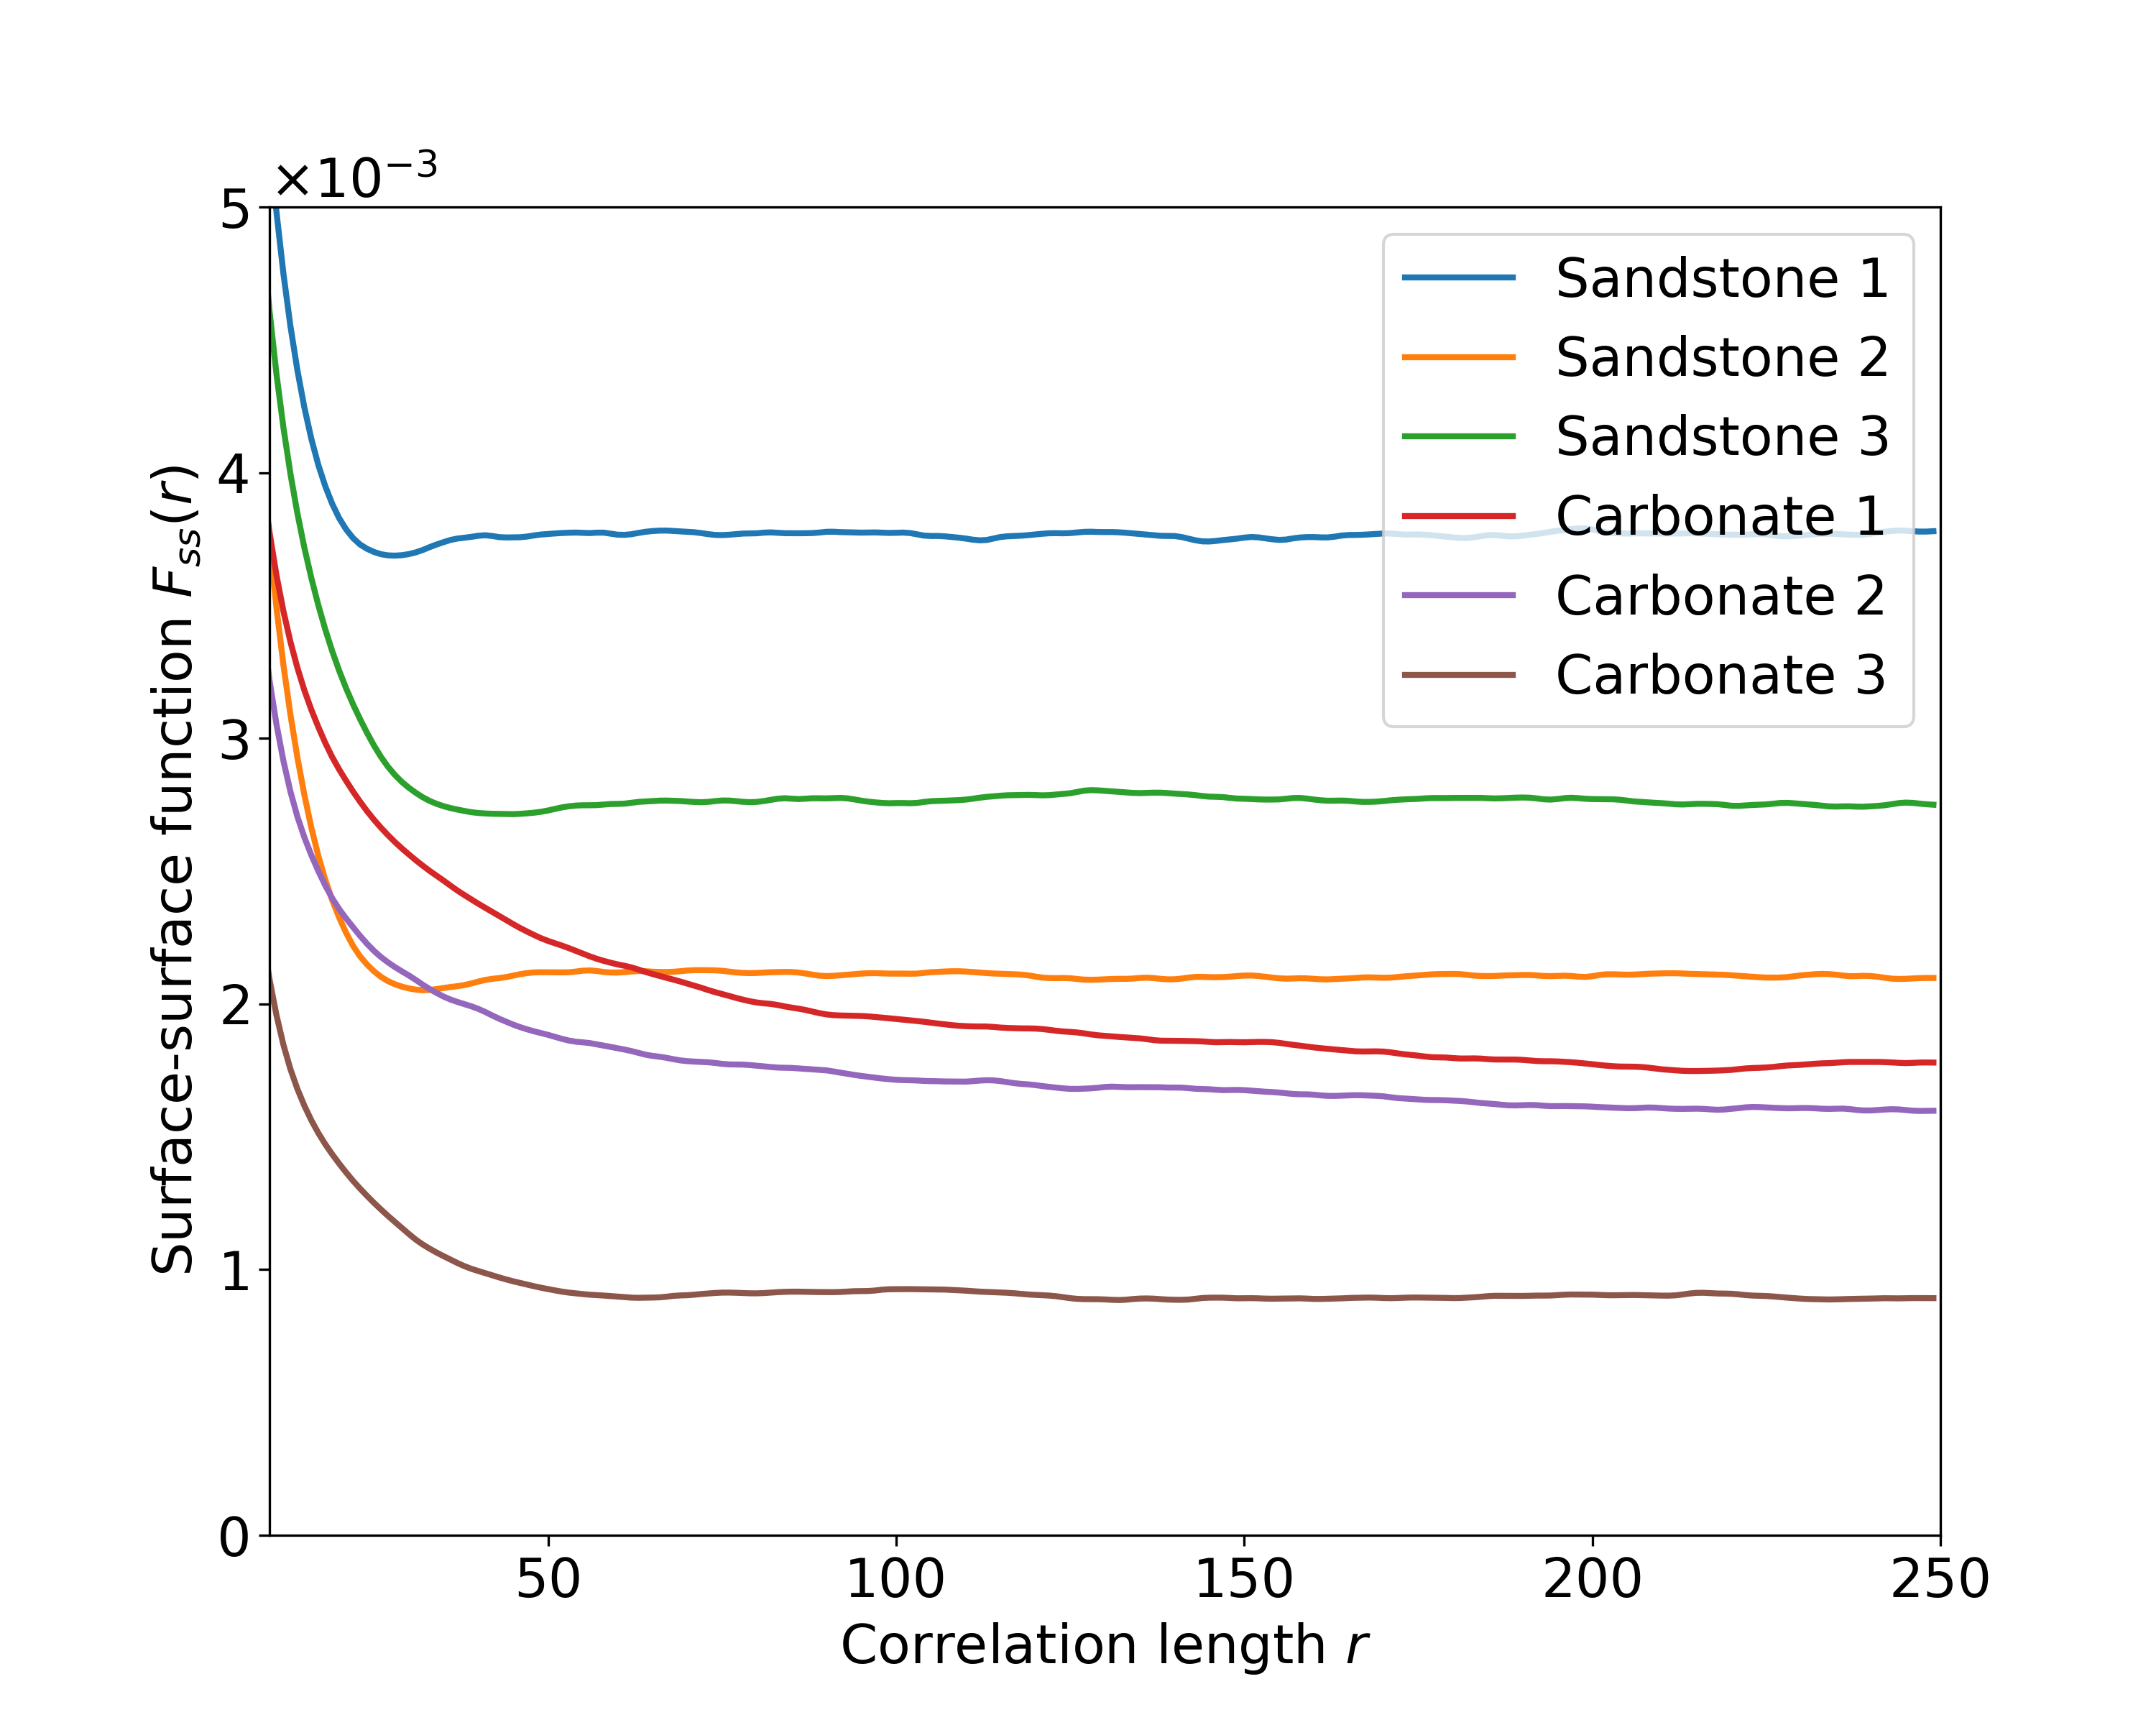 ×10⁻³
5
4
3
2
1
0
Surface-surface function Fss(r)
Sandstone 1
Sandstone 2
Sandstone 3
Carbonate 1
Carbonate 2
Carbonate 3
50 100 150 200 250
Correlation length r